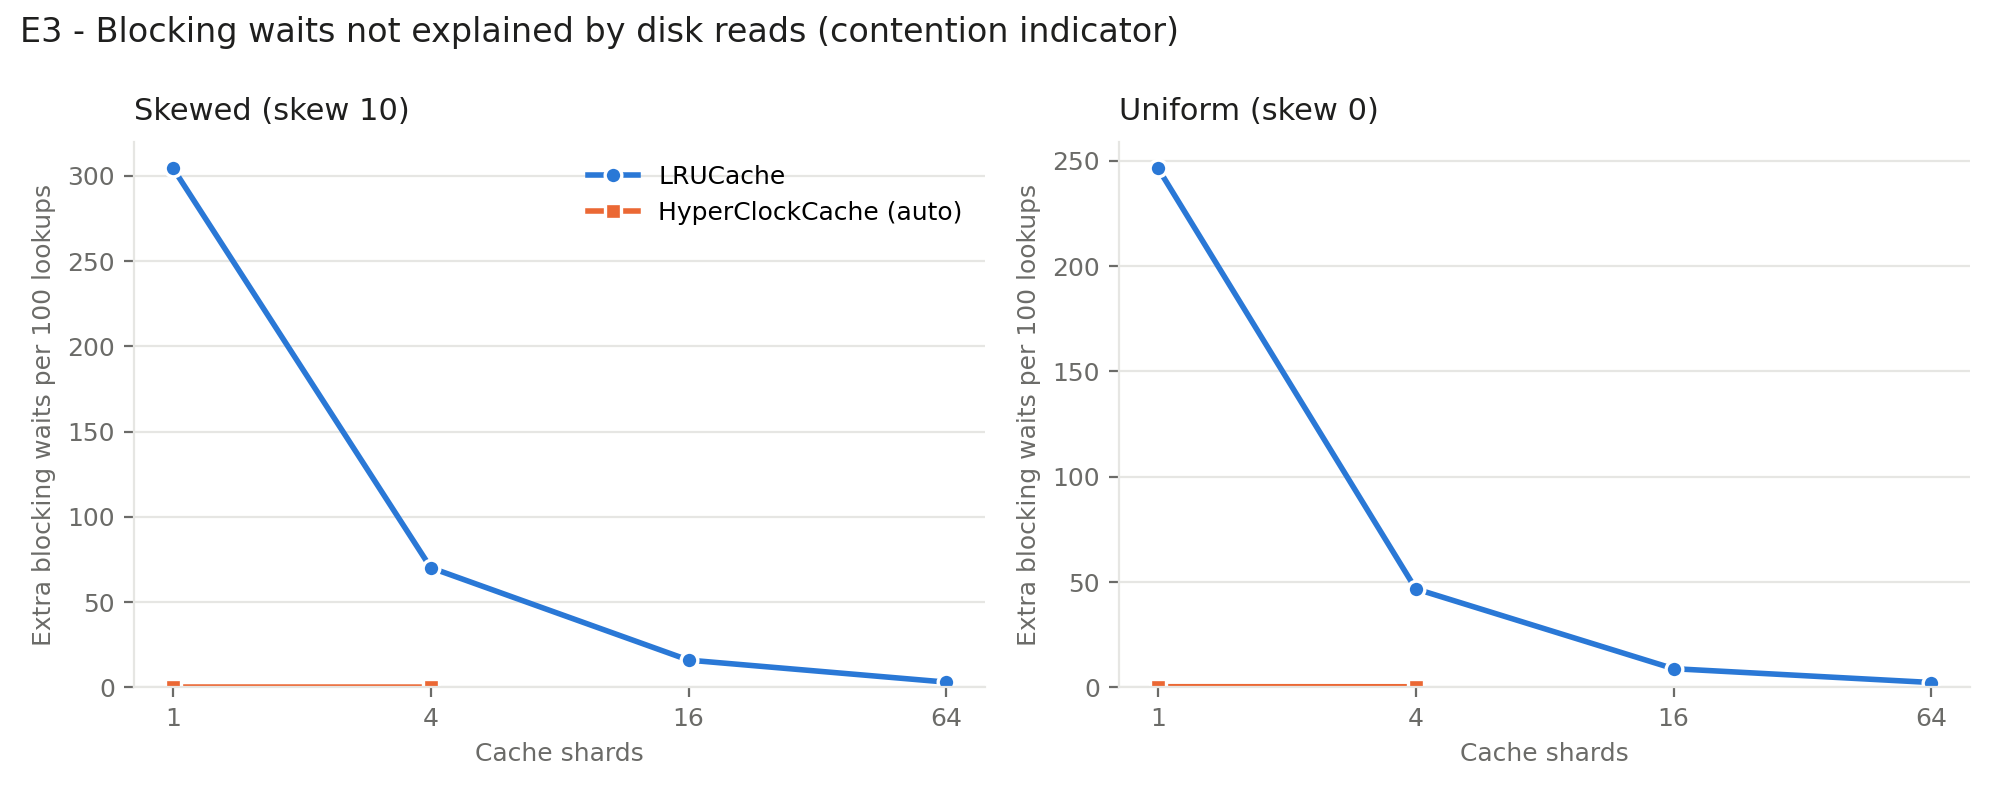 E3 - Blocking waits not explained by disk reads (contention indicator)
Skewed (skew 10)
Extra blocking waits per 100 lookups
300
250
200
150
100
50
0
LRUCache
HyperClockCache (auto)
1
4
16
64
Cache shards
Uniform (skew 0)
Extra blocking waits per 100 lookups
250
200
150
100
50
0
1
4
16
64
Cache shards